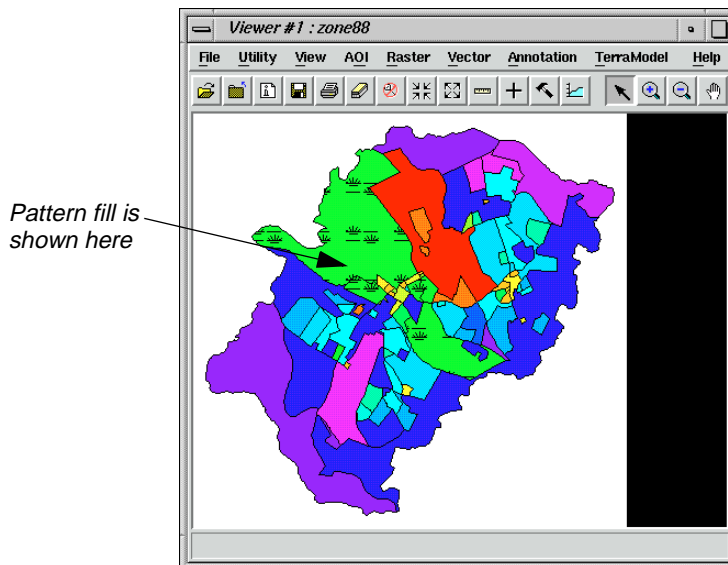 Viewer #1 : zone88
File Utility View AOI Raster Vector Annotation TerraModel Help
Pattern fill is
shown here